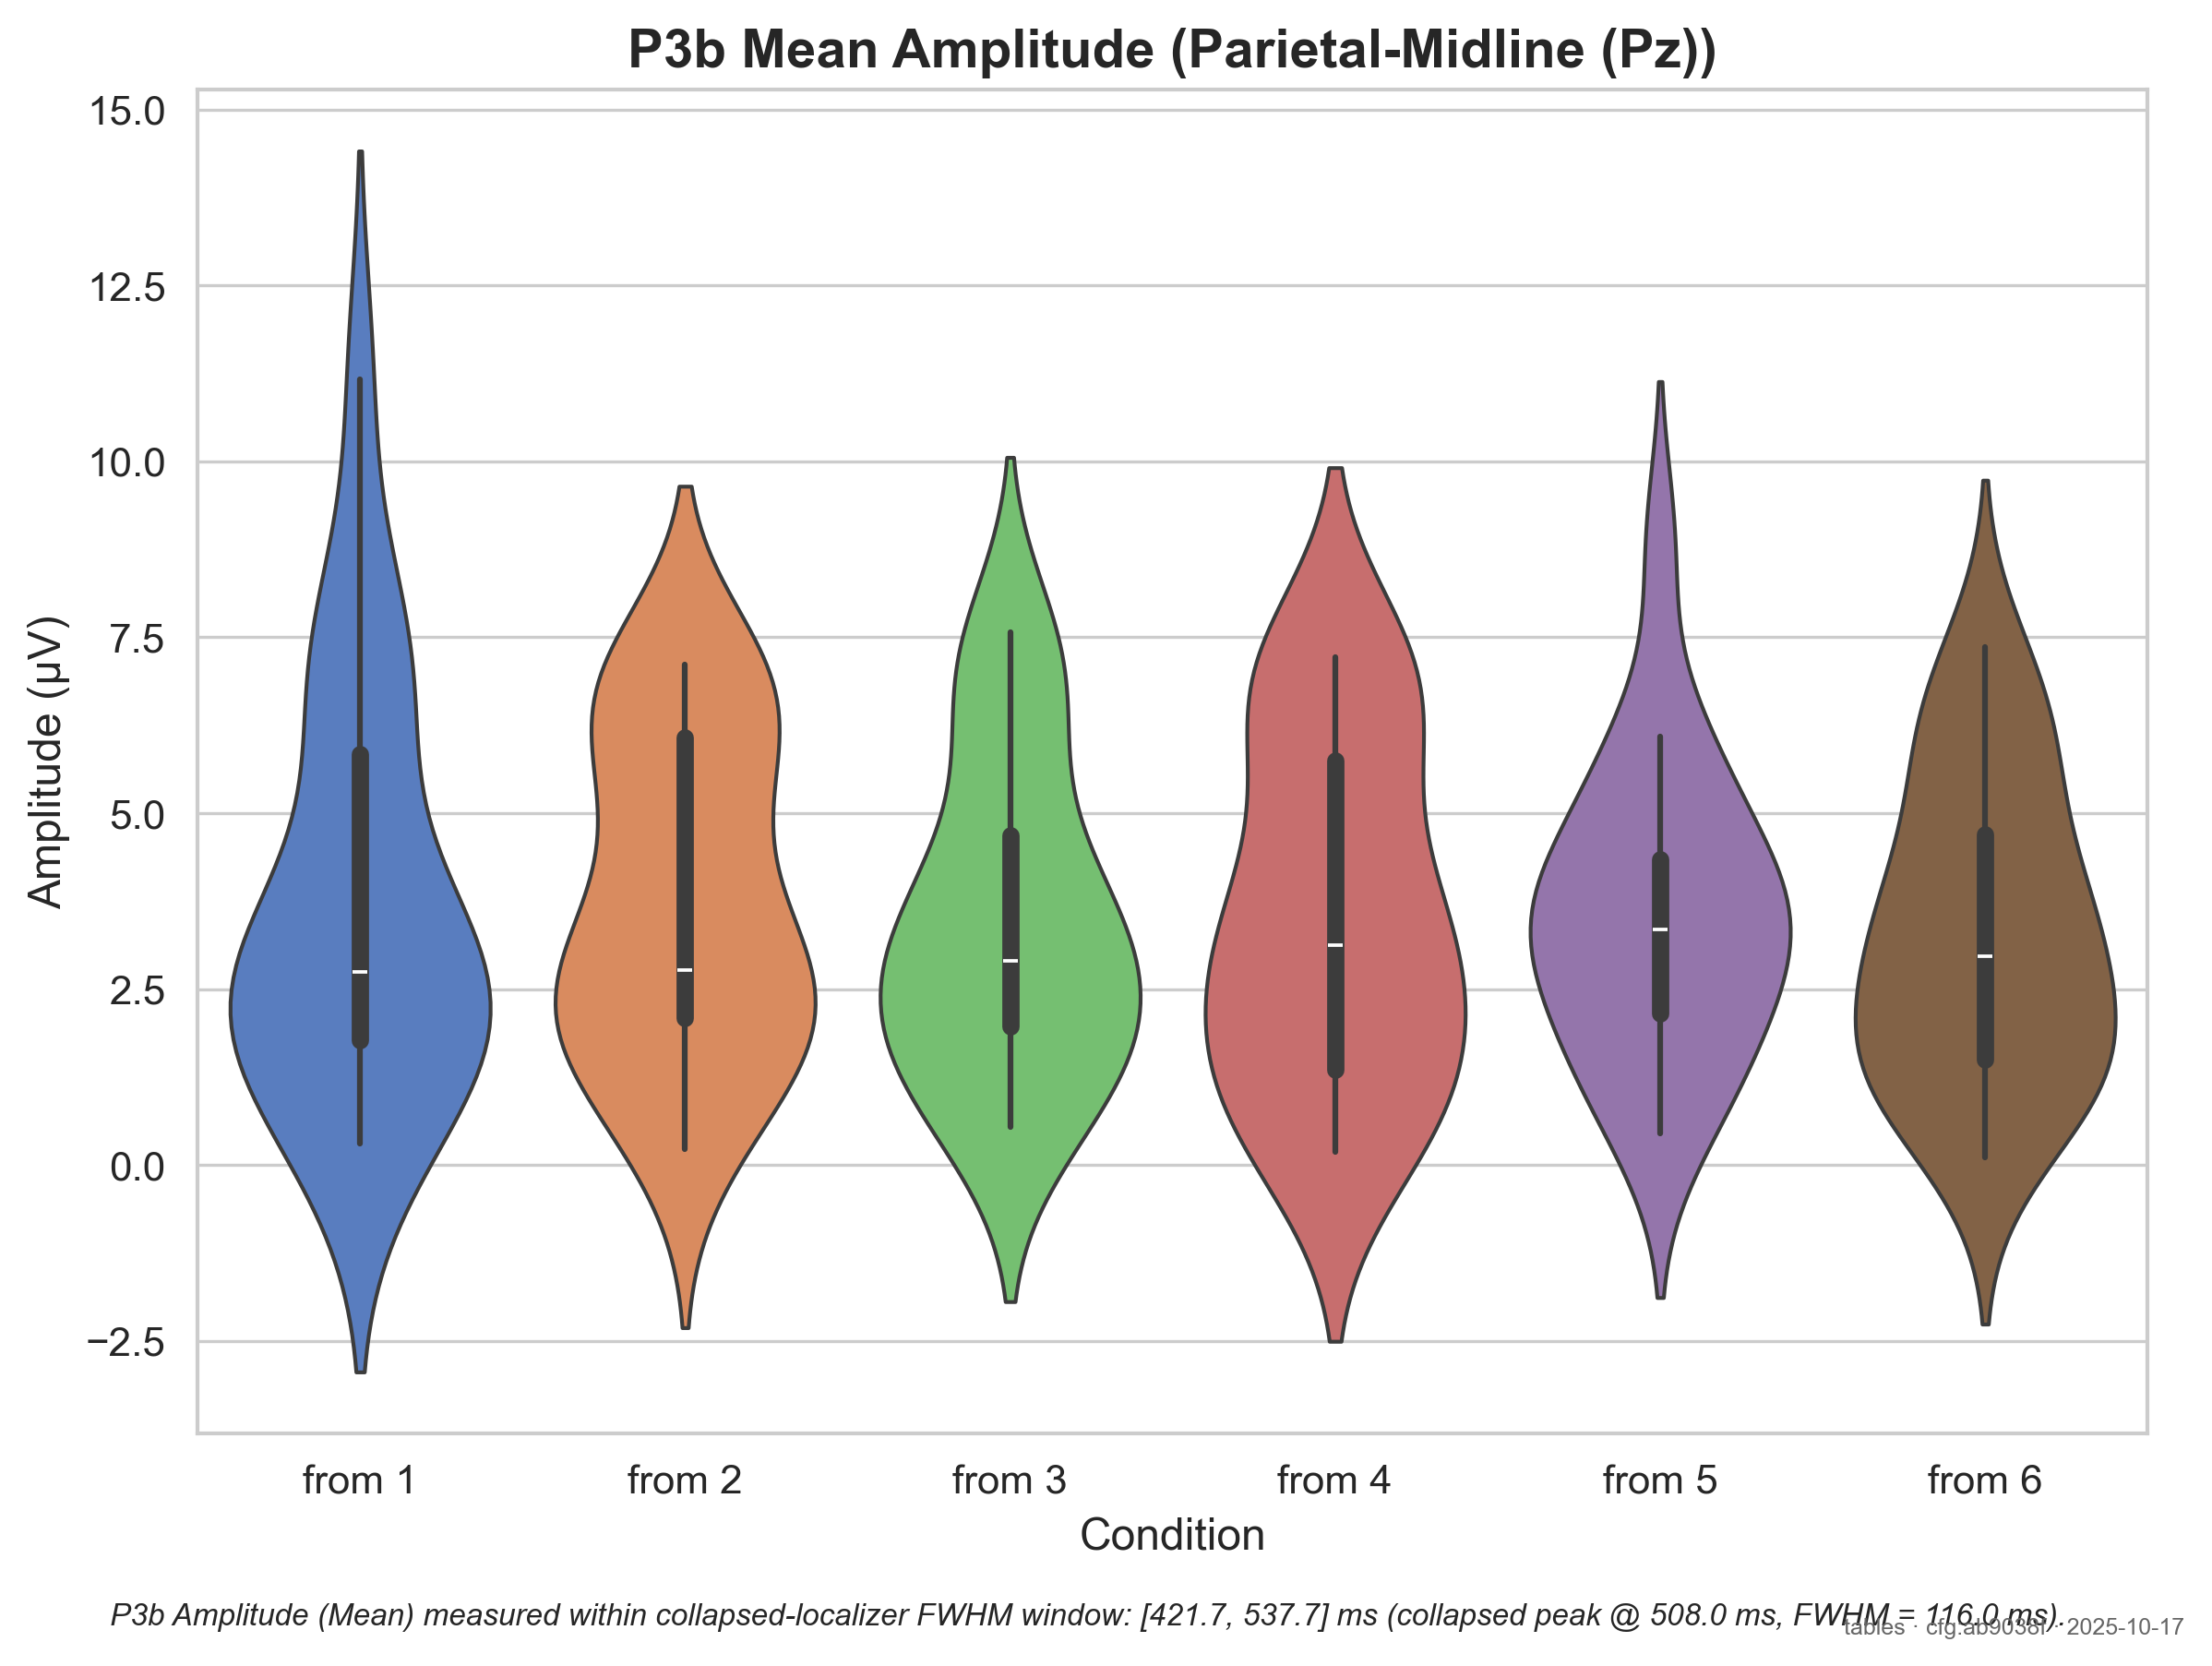 P3b Mean Amplitude (Parietal-Midline (Pz))
15.0
12.5
10.0
7.5
5.0
2.5
0.0
−2.5
Amplitude (µV)
from 1 from 2 from 3 from 4 from 5 from 6
Condition
P3b Amplitude (Mean) measured within collapsed-localizer FWHM window: [421.7, 537.7] ms (collapsed peak @ 508.0 ms, FWHM = 116.0 ms).
tables · cfg:ab9038f · 2025-10-17